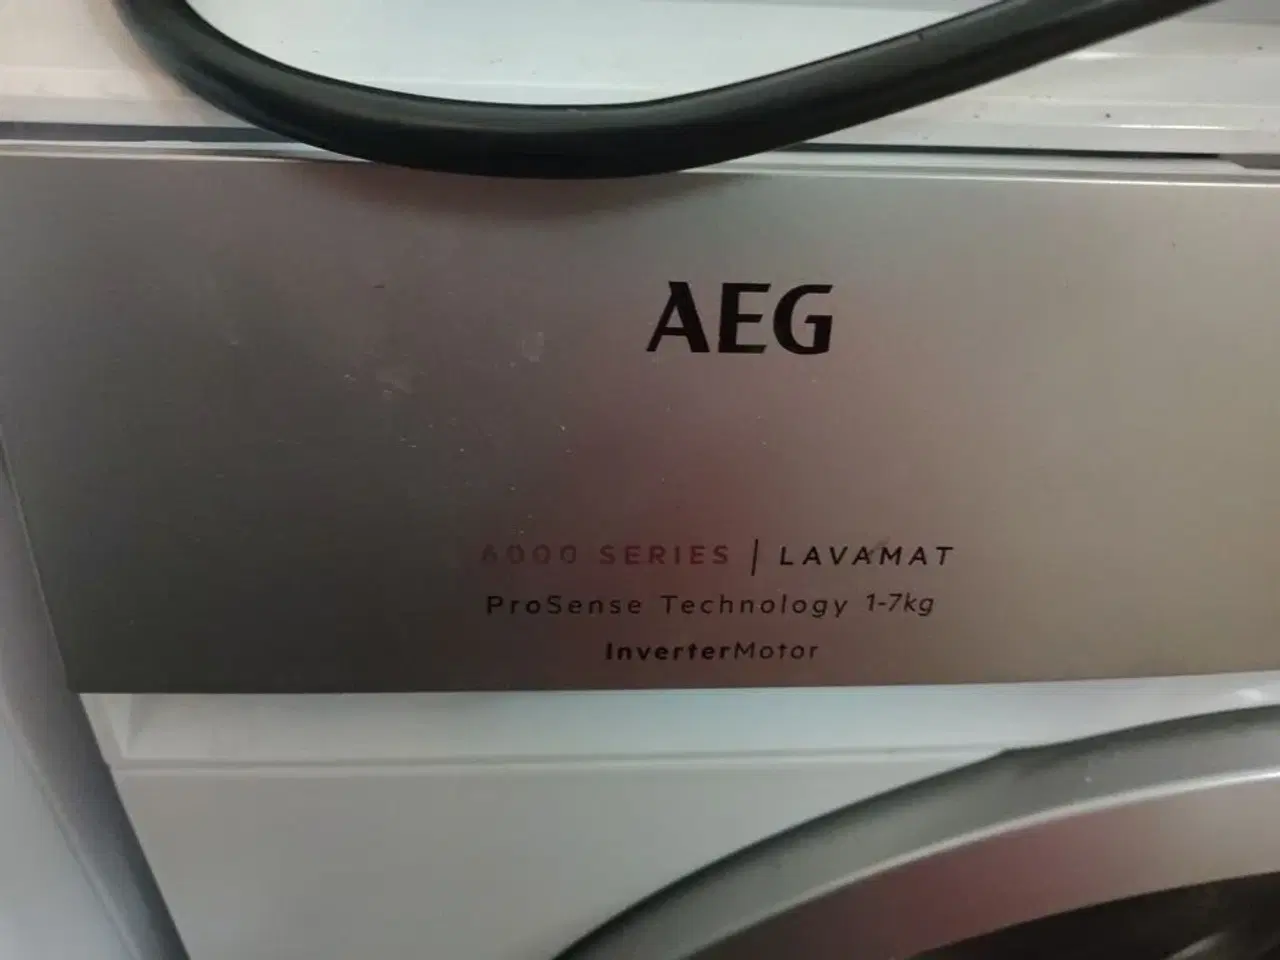 AEG
6000 SERIES | LAVAMAT
ProSense Technology 1-7kg
InverterMotor